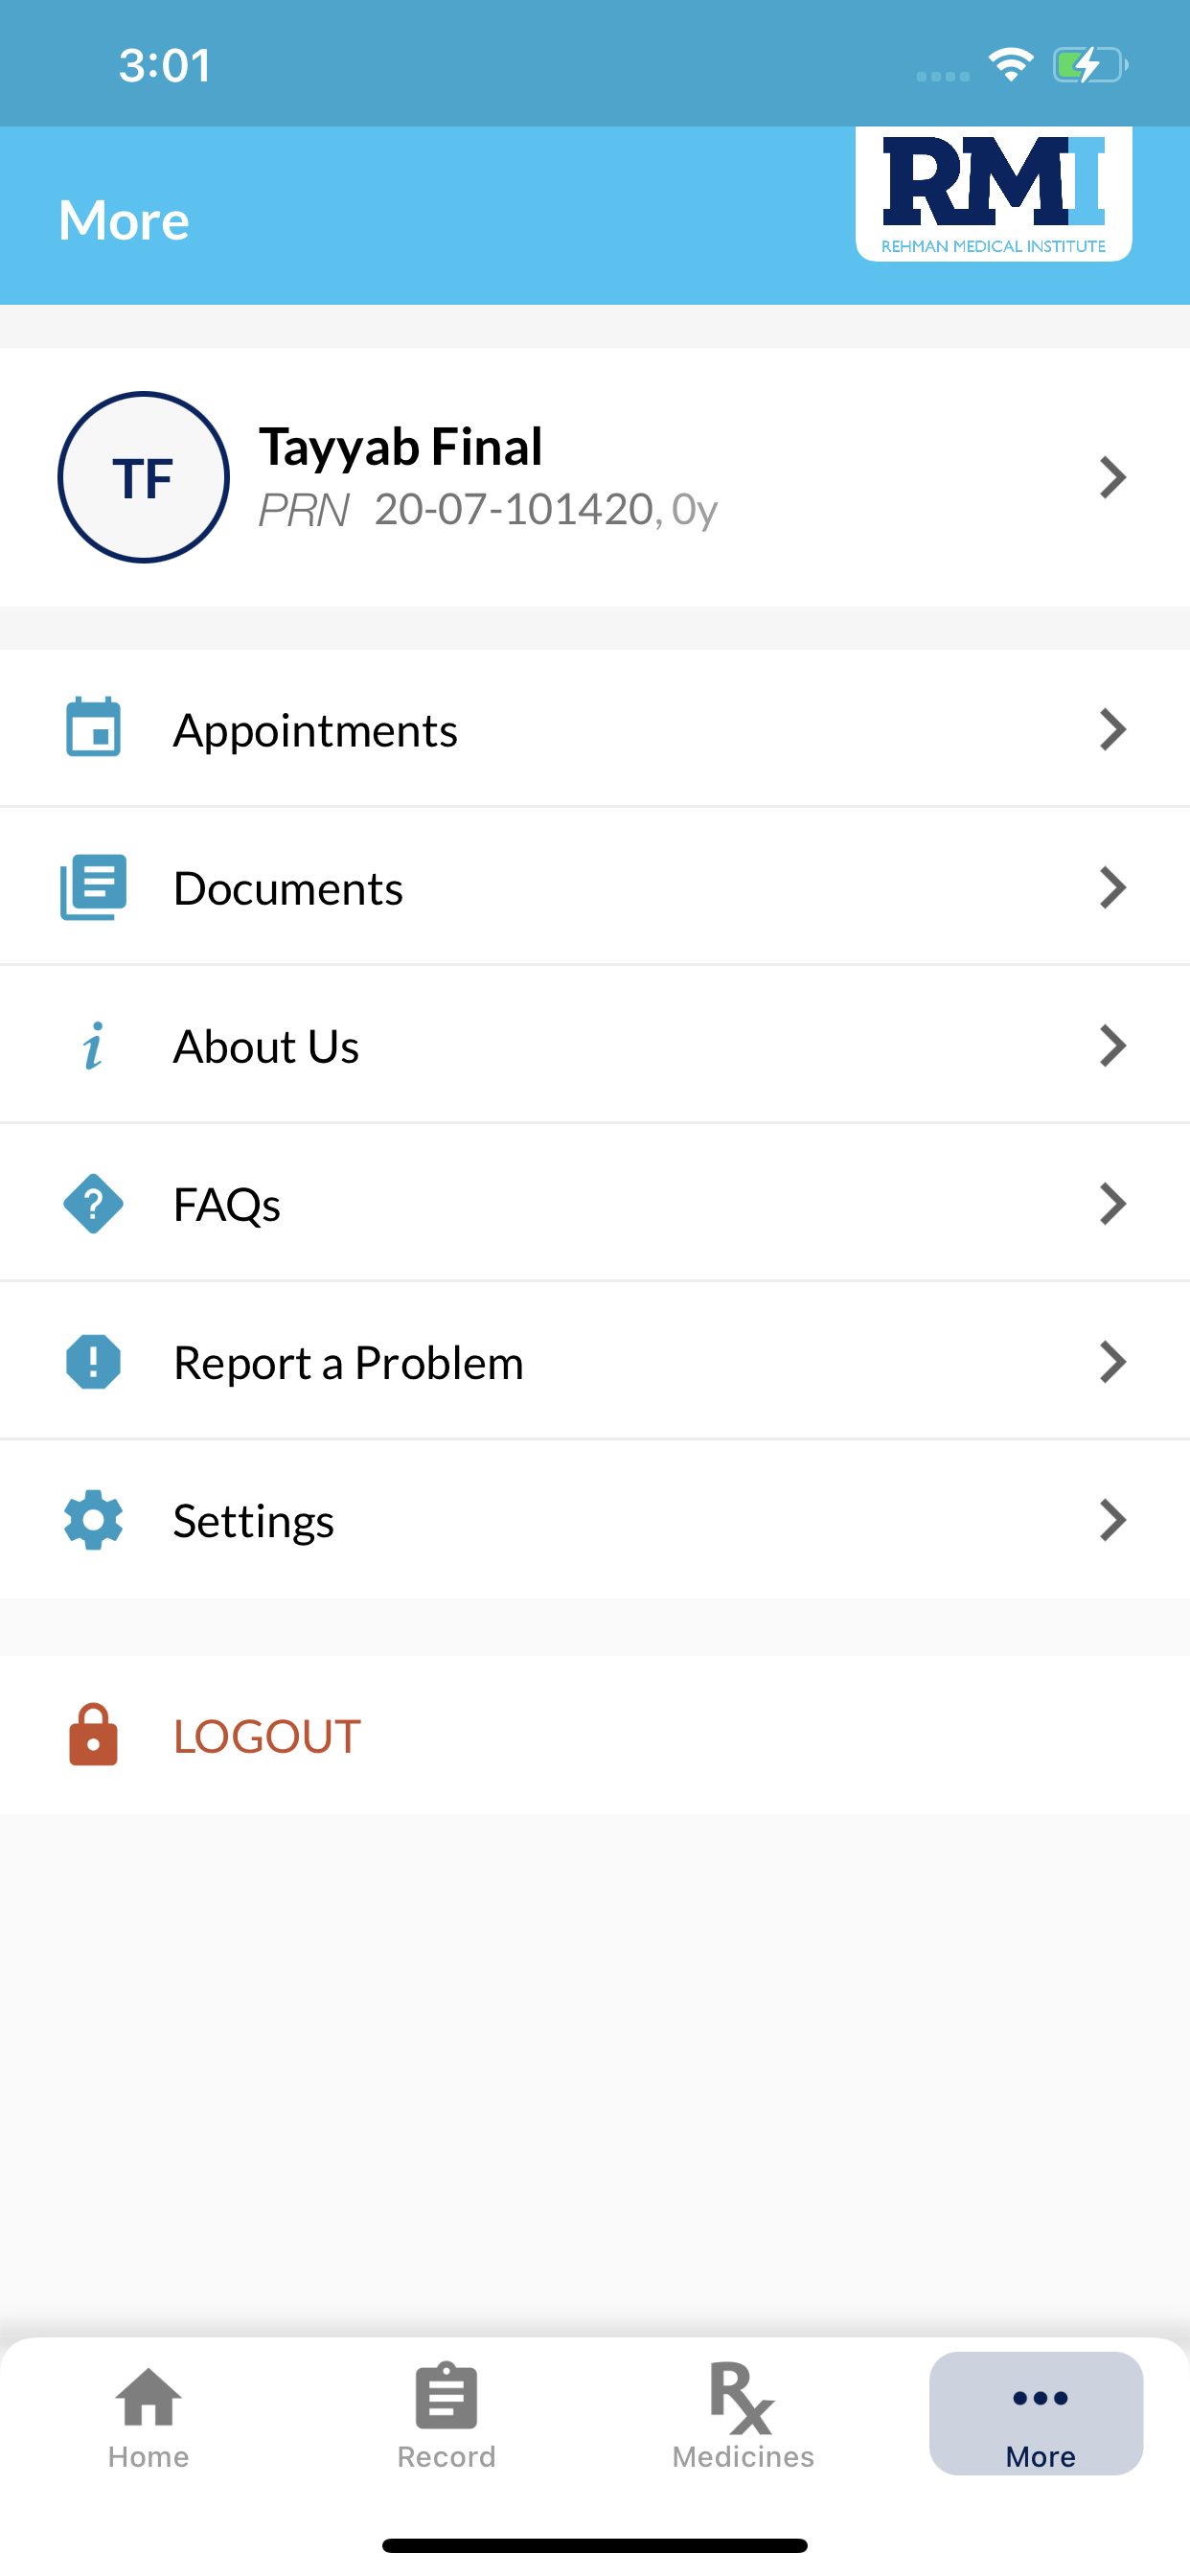 3:01
More
RMI
REHMAN MEDICAL INSTITUTE
TF
Tayyab Final
PRN 20-07-101420, 0y
Appointments
Documents
About Us
FAQs
Report a Problem
Settings
LOGOUT
Home Record Medicines More